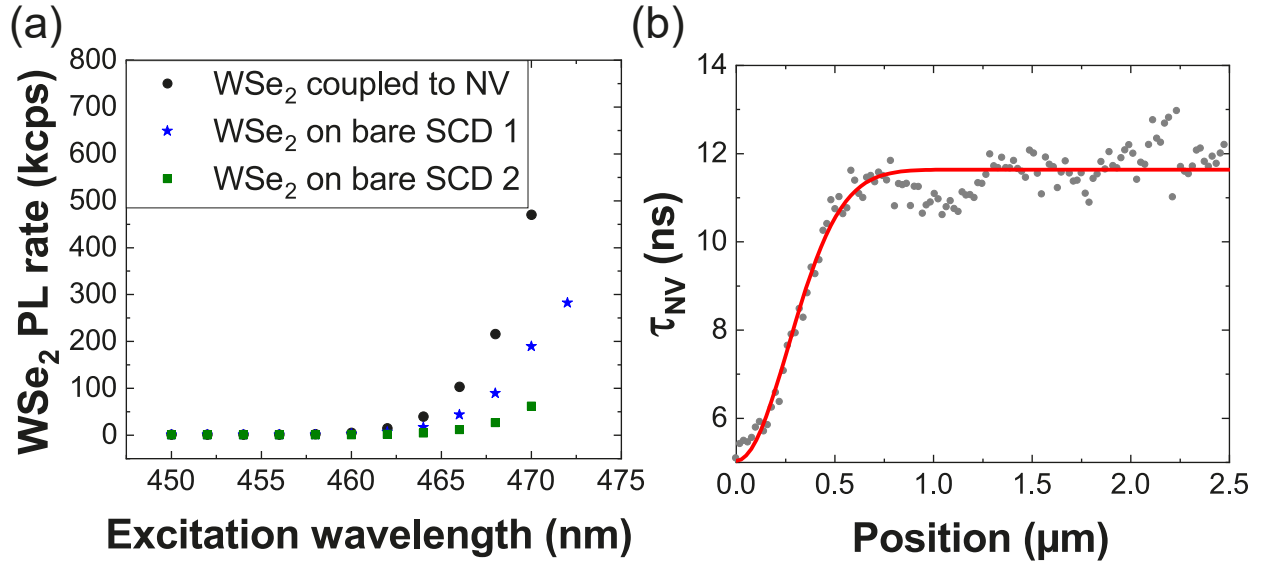 (a)
WSe₂ PL rate (kcps)
800
700
600
500
400
300
200
100
0
WSe₂ coupled to NV
WSe₂ on bare SCD 1
WSe₂ on bare SCD 2
450 455 460 465 470 475
Excitation wavelength (nm)
(b)
τNV (ns)
14
12
10
8
6
0.0 0.5 1.0 1.5 2.0 2.5
Position (µm)